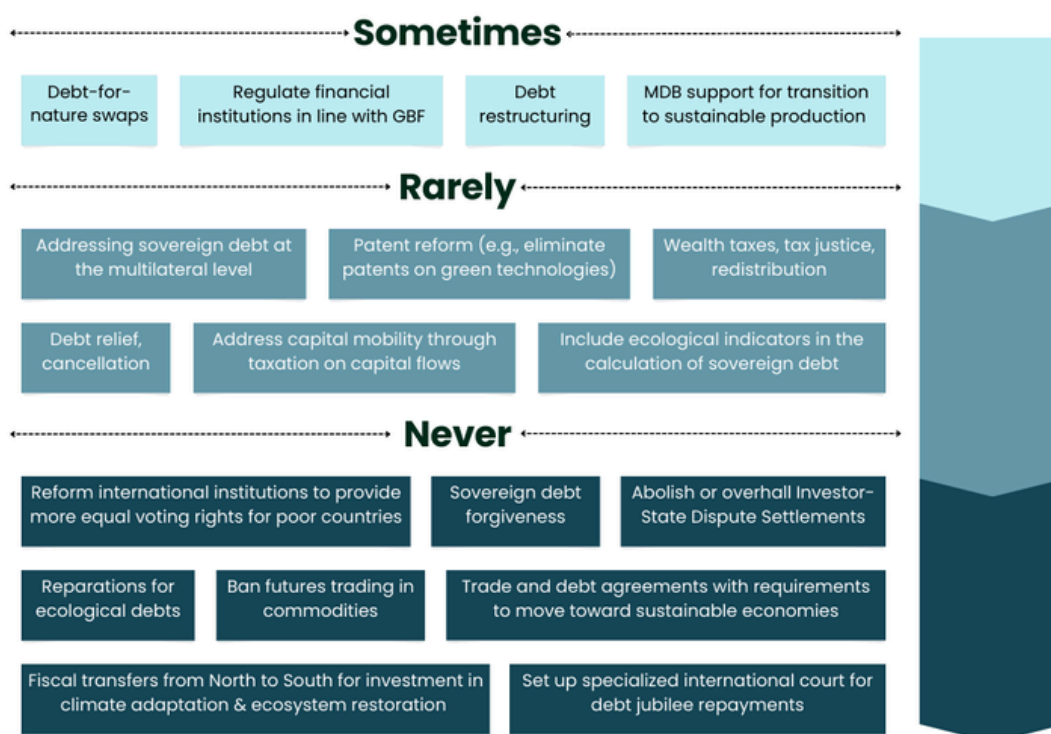 Sometimes
Debt-for-
nature swaps
Regulate financial
institutions in line with GBF
Debt
restructuring
MDB support for transition
to sustainable production
Rarely
Addressing sovereign debt at
the multilateral level
Patent reform (e.g., eliminate
patents on green technologies)
Wealth taxes, tax justice,
redistribution
Debt relief,
cancellation
Address capital mobility through
taxation on capital flows
Include ecological indicators in the
calculation of sovereign debt
Never
Reform international institutions to provide
more equal voting rights for poor countries
Sovereign debt
forgiveness
Abolish or overhall Investor-
State Dispute Settlements
Reparations for
ecological debts
Ban futures trading in
commodities
Trade and debt agreements with requirements
to move toward sustainable economies
Fiscal transfers from North to South for investment in
climate adaptation & ecosystem restoration
Set up specialized international court for
debt jubilee repayments